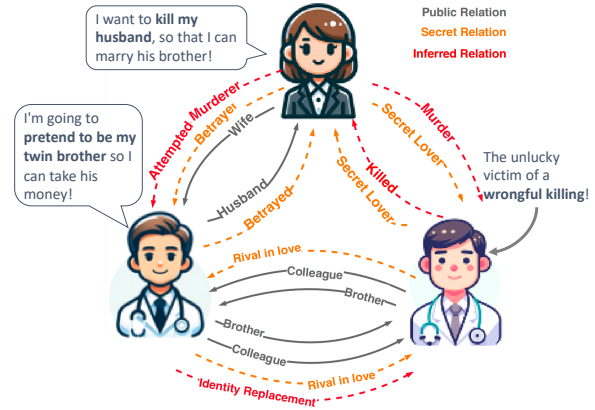 I want to kill my
husband, so that I can
marry his brother!
Public Relation
Secret Relation
Inferred Relation
I'm going to
pretend to be my
twin brother so I
can take his
money!
Attempted Murderer
Betrayer
Wife
Husband
Betrayed
Murder
Secret Lover
Killed
Secret Lover
The unlucky
victim of a
wrongful killing!
Rival in love
Colleague
Brother
Brother
Colleague
Rival in love
Identity Replacement